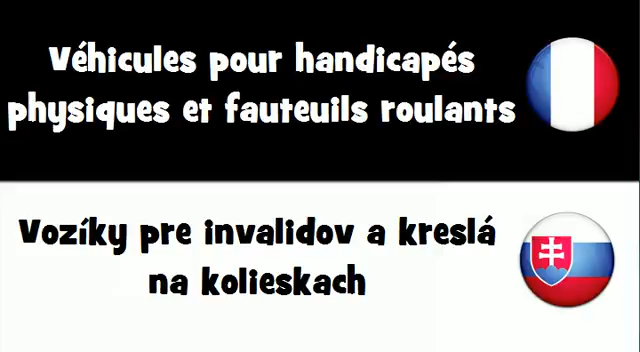 Véhicules pour handicapés
physiques et fauteuils roulants
Vozíky pre invalidov a kreslá
na kolieskach